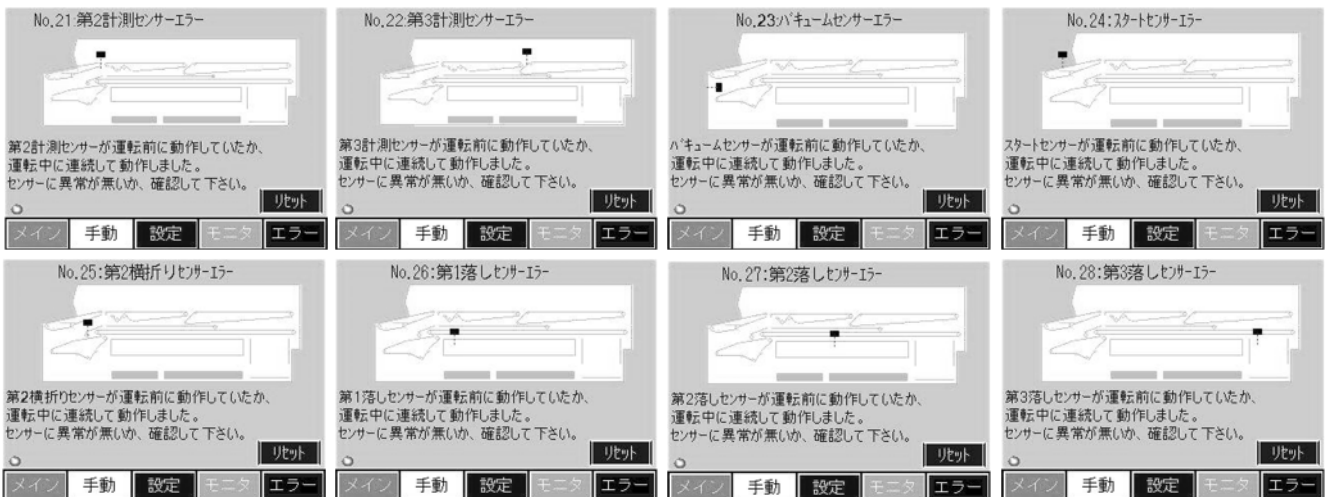 No.21:第2計測センサーエラー
第2計測センサーが運転前に動作していたか、
運転中に連続して動作しました。
センサーに異常が無いか、確認して下さい。
リセット
メイン 手動 設定 モニタ エラー
No.22:第3計測センサーエラー
第3計測センサーが運転前に動作していたか、
運転中に連続して動作しました。
センサーに異常が無いか、確認して下さい。
リセット
メイン 手動 設定 モニタ エラー
No.23:バキュームセンサーエラー
バキュームセンサーが運転前に動作していたか、
運転中に連続して動作しました。
センサーに異常が無いか、確認して下さい。
リセット
メイン 手動 設定 モニタ エラー
No.24:スタートセンサーエラー
スタートセンサーが運転前に動作していたか、
運転中に連続して動作しました。
センサーに異常が無いか、確認して下さい。
リセット
メイン 手動 設定 モニタ エラー
No.25:第2横折りセンサーエラー
第2横折りセンサーが運転前に動作していたか、
運転中に連続して動作しました。
センサーに異常が無いか、確認して下さい。
リセット
メイン 手動 設定 モニタ エラー
No.26:第1落しセンサーエラー
第1落しセンサーが運転前に動作していたか、
運転中に連続して動作しました。
センサーに異常が無いか、確認して下さい。
リセット
メイン 手動 設定 モニタ エラー
No.27:第2落しセンサーエラー
第2落しセンサーが運転前に動作していたか、
運転中に連続して動作しました。
センサーに異常が無いか、確認して下さい。
リセット
メイン 手動 設定 モニタ エラー
No.28:第3落しセンサーエラー
第3落しセンサーが運転前に動作していたか、
運転中に連続して動作しました。
センサーに異常が無いか、確認して下さい。
リセット
メイン 手動 設定 モニタ エラー